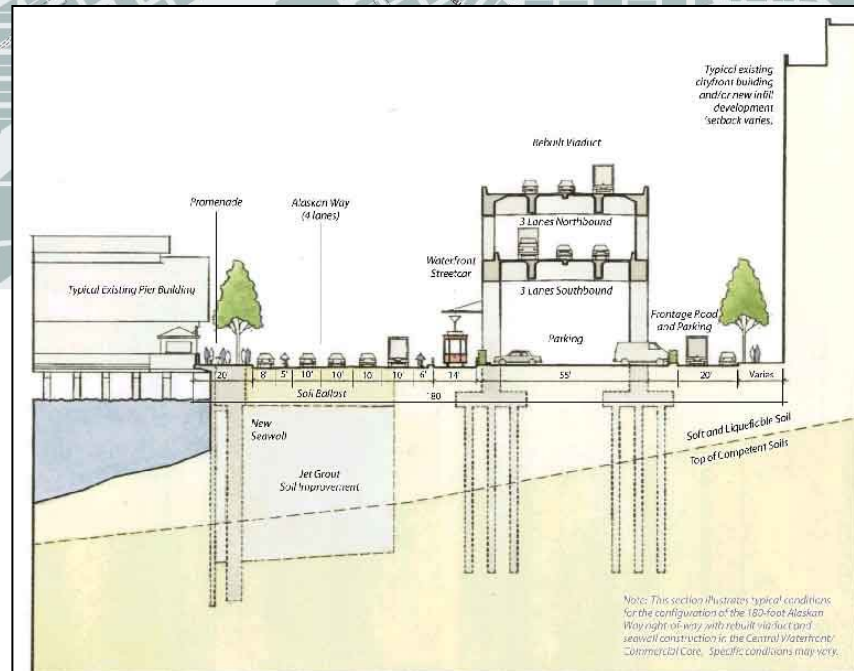 Typical existing
cityfront building
and/or new infill
development
(setback varies)
Rebuilt Viaduct
Promenade
Alaskan Way
(4 lanes)
3 Lanes Northbound
Waterfront
Streetcar
Typical Existing Pier Building
3 Lanes Southbound
Parking
Frontage Road
and Parking
20' 8' 5' 10' 10' 10' 10' 6' 14' 55' 20' Varies
Soil Ballast
180
New
Seawall
Soft and Liquefiable Soil
Top of Competent Soils
Jet Grout
Soil Improvement
Note: This section illustrates typical conditions
for the configuration of the 180-foot Alaskan
Way right-of-way with rebuilt viaduct and
seawall construction in the Central Waterfront/
Commercial Core. Specific conditions may vary.